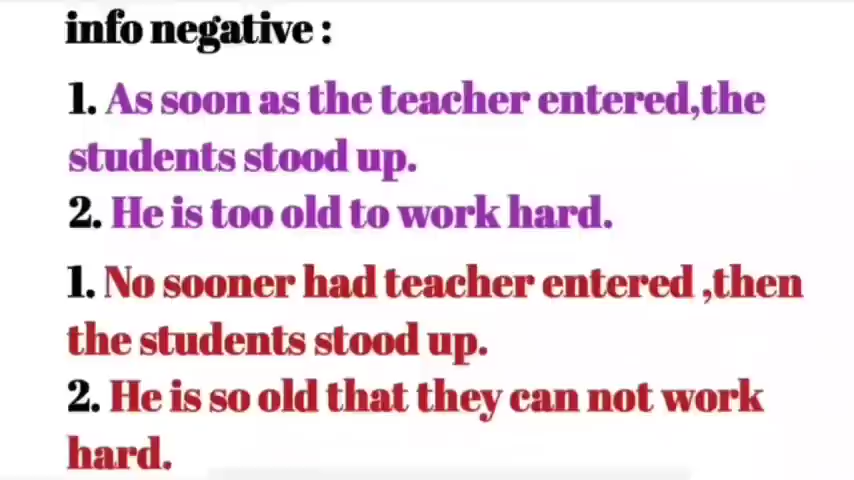 info negative :
1. As soon as the teacher entered,the
students stood up.
2. He is too old to work hard.
1. No sooner had teacher entered ,then
the students stood up.
2. He is so old that they can not work
hard.